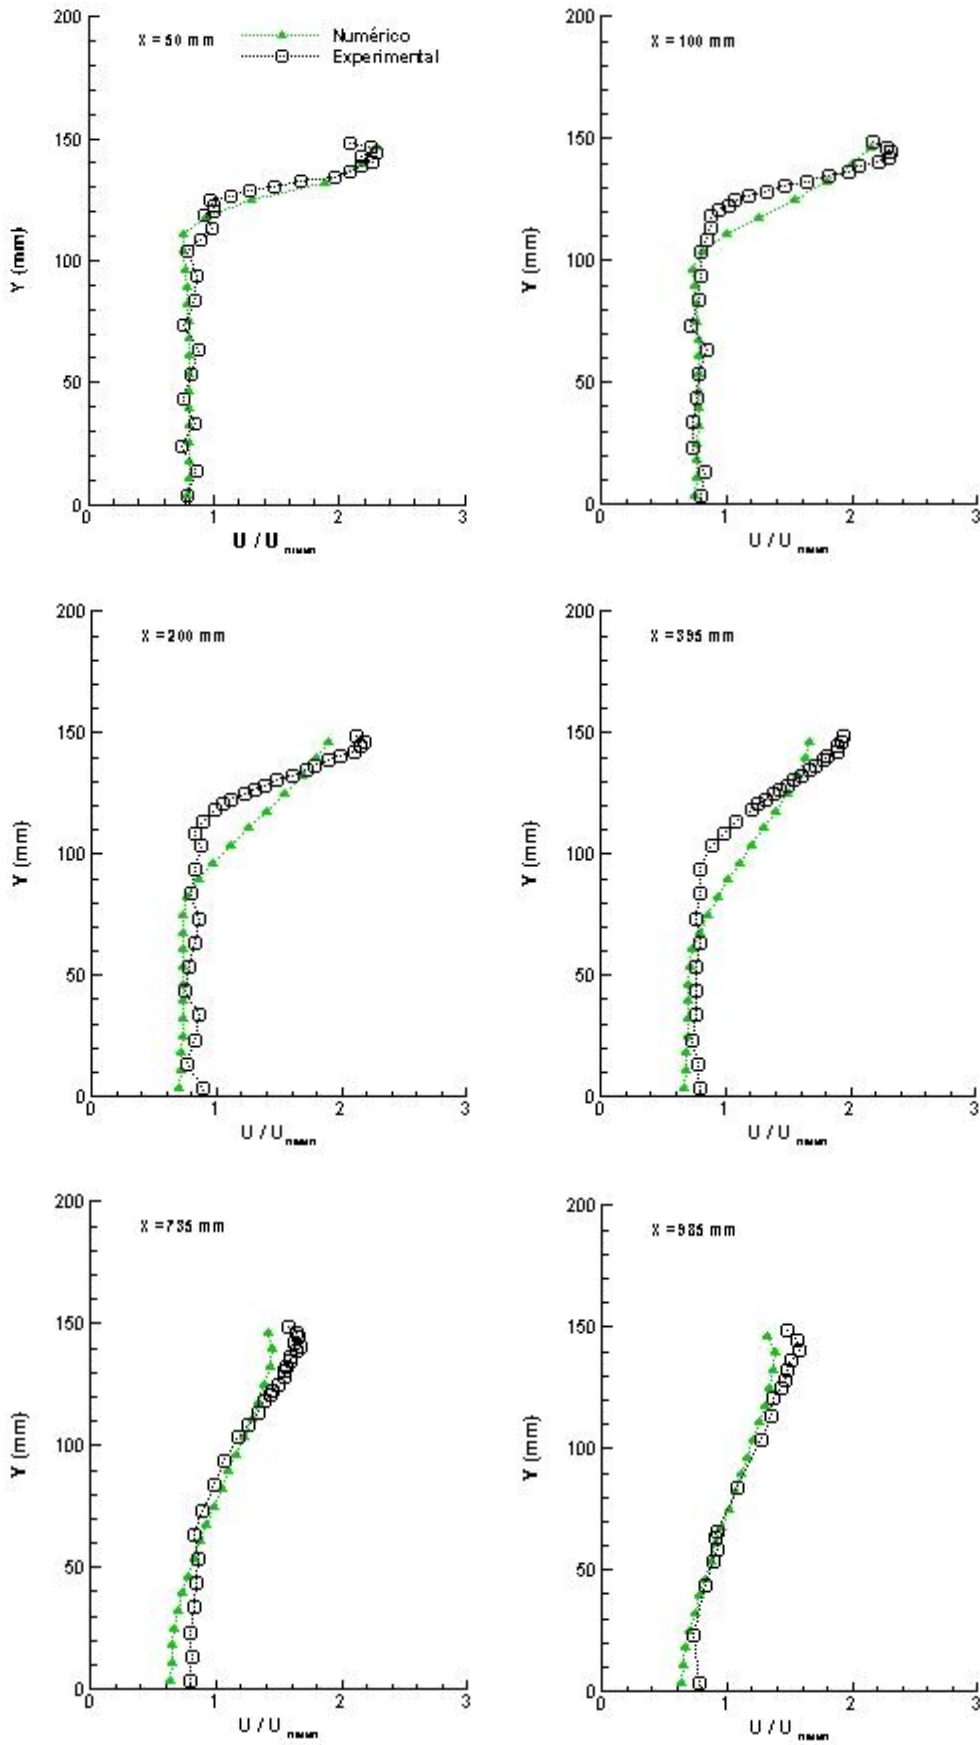 200
X = 50 mm
Numérico
Experimental
150
Y (mm)
100
50
0
0 1 2 3
U / U
200
X = 100 mm
150
Y (mm)
100
50
0
0 1 2 3
U / U
200
X = 200 mm
150
Y (mm)
100
50
0
0 1 2 3
U / U
200
X = 395 mm
150
Y (mm)
100
50
0
0 1 2 3
U / U
200
X = 735 mm
150
Y (mm)
100
50
0
0 1 2 3
U / U
200
X = 985 mm
150
Y (mm)
100
50
0
0 1 2 3
U / U